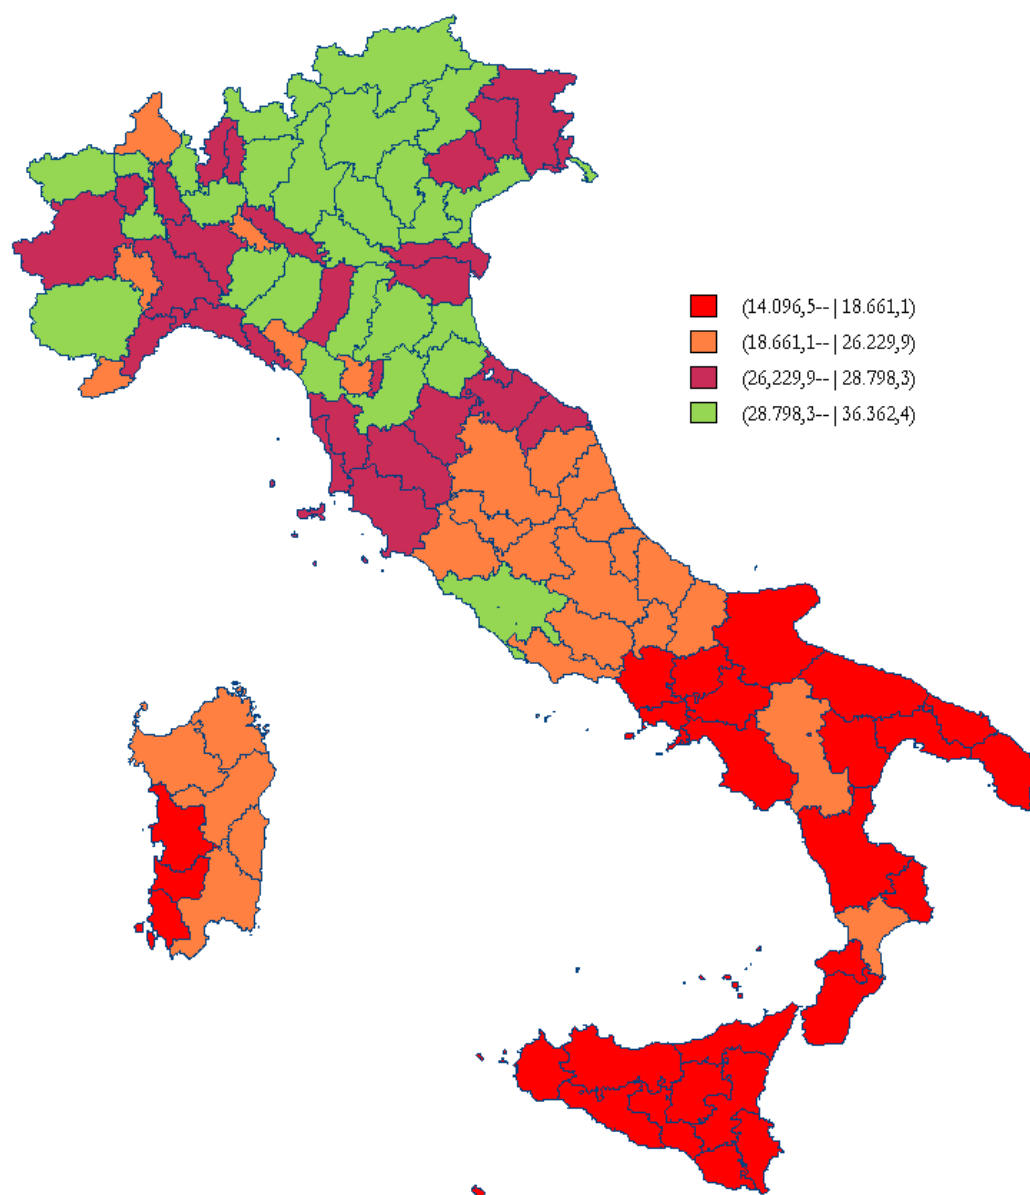 (14.096,5--| 18.661,1)
(18.661,1--| 26.229,9)
(26,229,9--| 28.798,3)
(28.798,3--| 36.362,4)